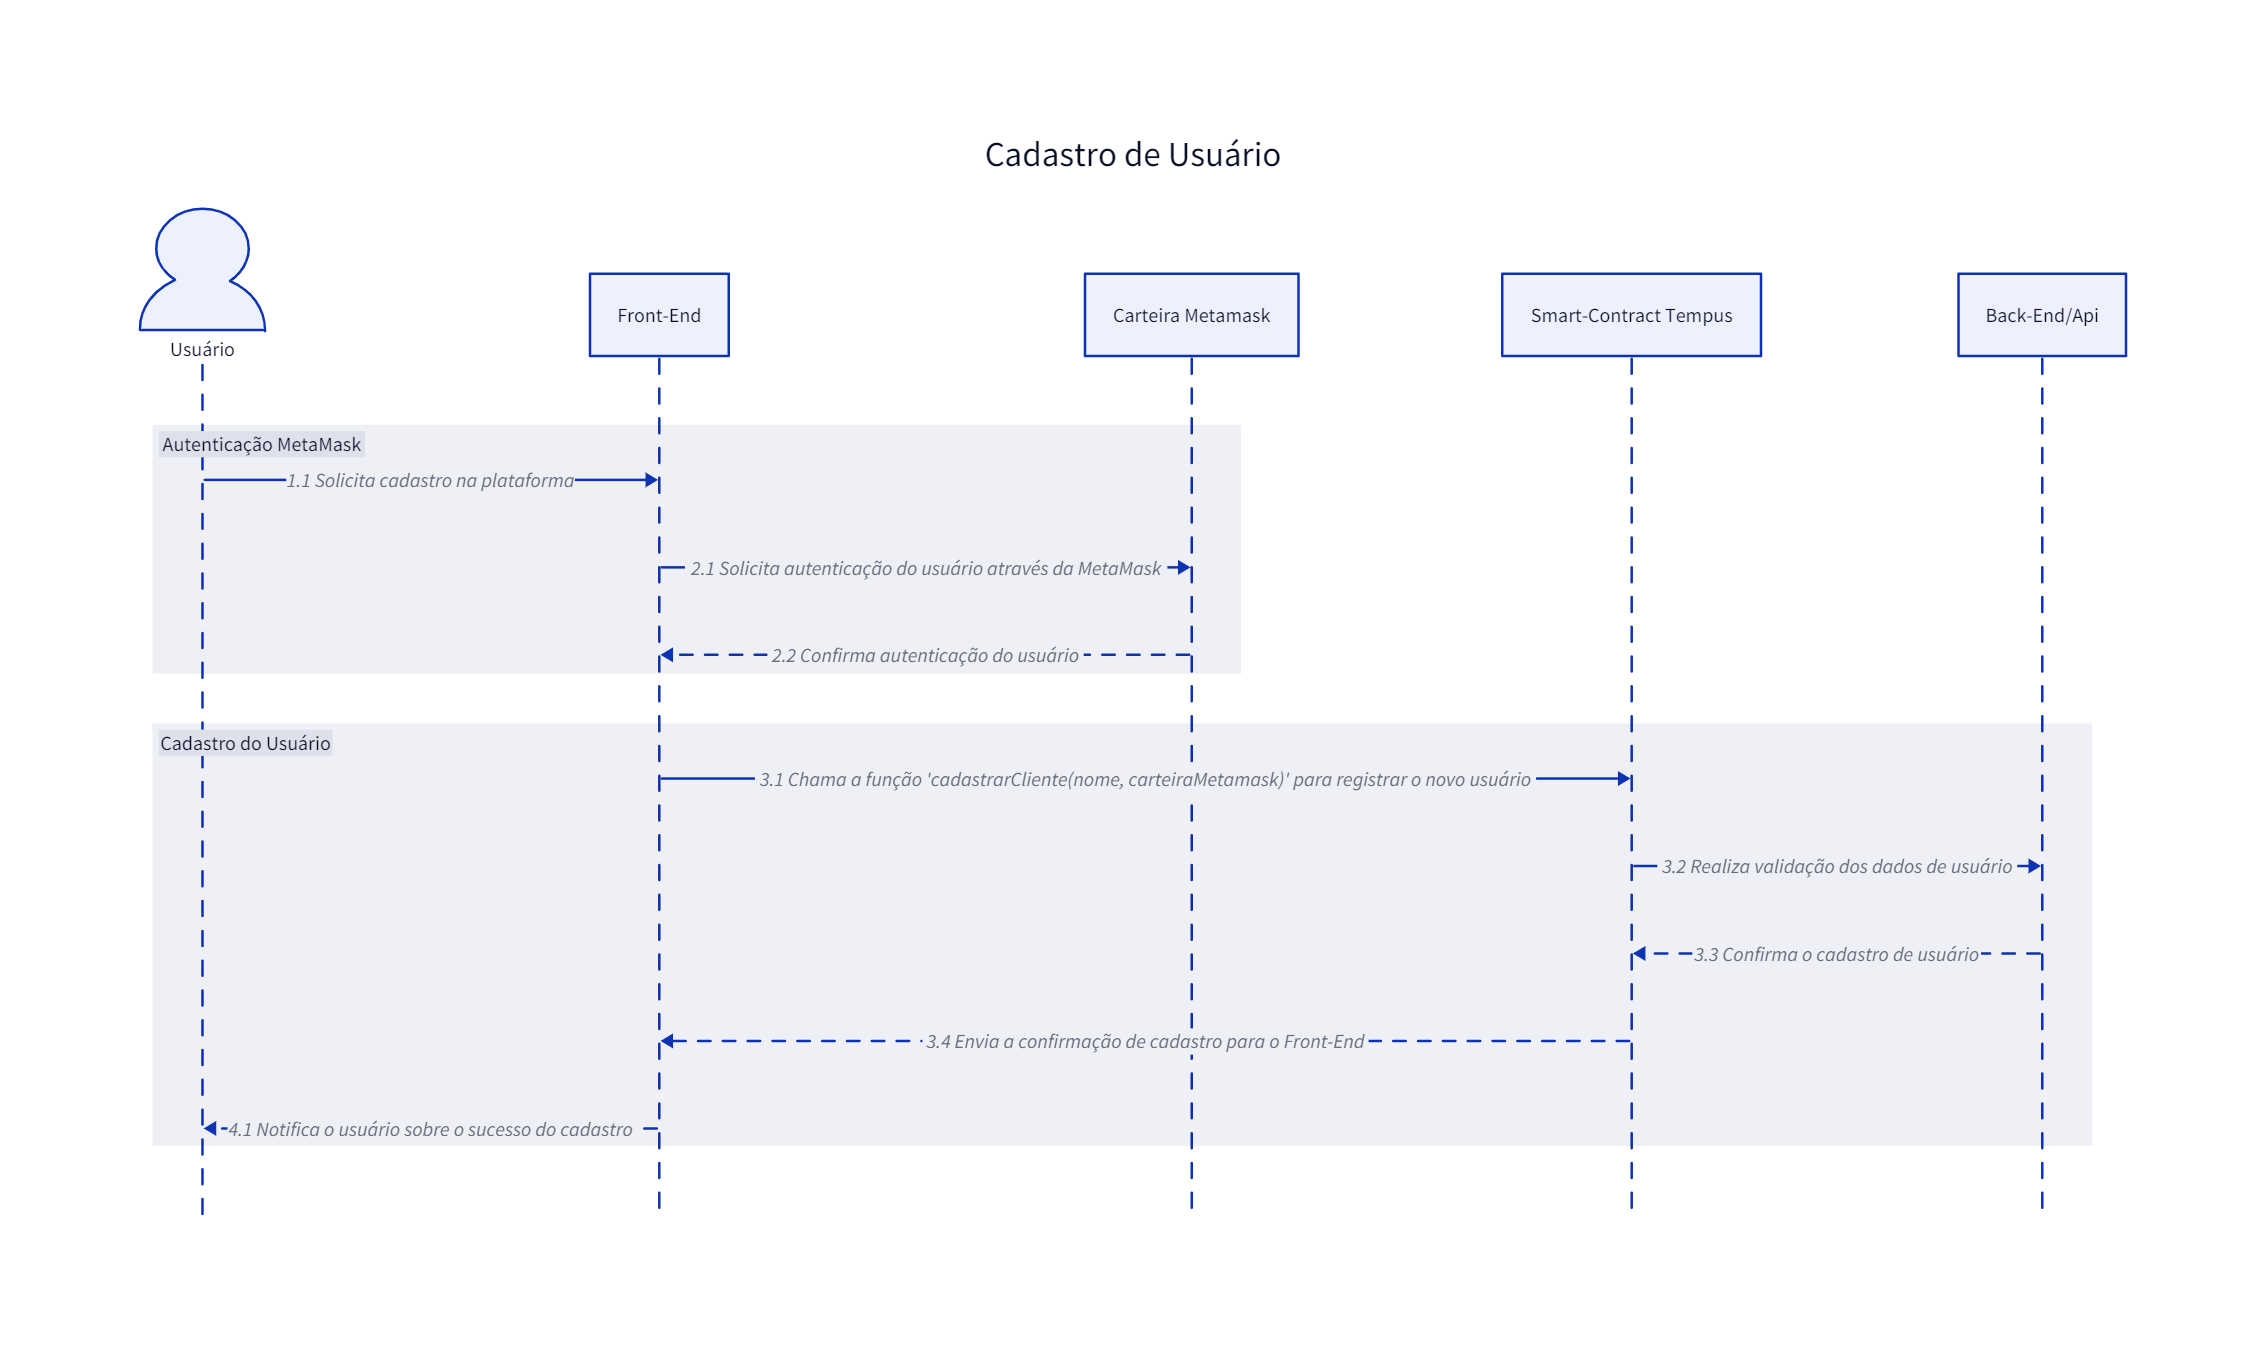 Cadastro de Usuário
Usuário
Front-End
Carteira Metamask
Smart-Contract Tempus
Back-End/Api
Autenticação MetaMask
1.1 Solicita cadastro na plataforma
2.1 Solicita autenticação do usuário através da MetaMask
2.2 Confirma autenticação do usuário
Cadastro do Usuário
3.1 Chama a função 'cadastrarCliente(nome, carteiraMetamask)' para registrar o novo usuário
3.2 Realiza validação dos dados de usuário
3.3 Confirma o cadastro de usuário
3.4 Envia a confirmação de cadastro para o Front-End
4.1 Notifica o usuário sobre o sucesso do cadastro